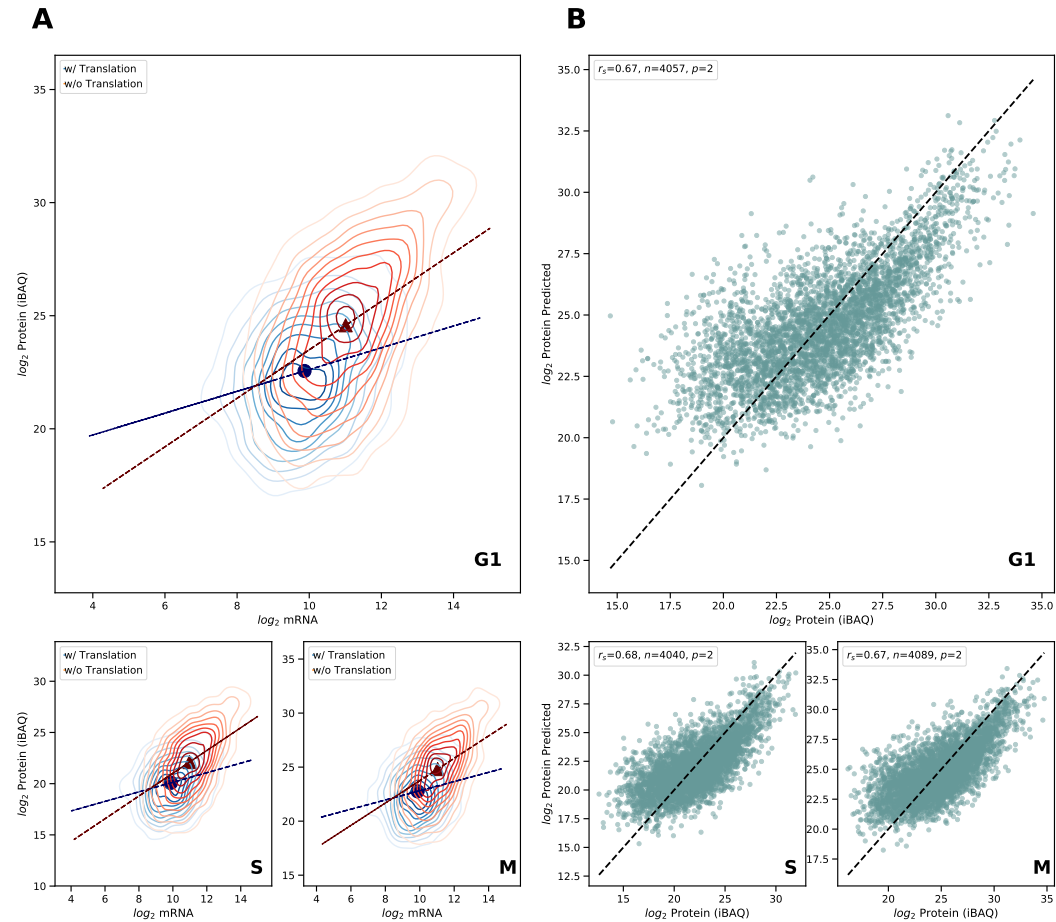 A
B
w/ Translation
w/o Translation
35
30
25
20
15
log2 Protein (iBAQ)
4
6
8
10
12
14
log2 mRNA
G1
rs=0.67, n=4057, p=2
35.0
32.5
30.0
27.5
25.0
22.5
20.0
17.5
15.0
log2 Protein Predicted
15.0
17.5
20.0
22.5
25.0
27.5
30.0
32.5
35.0
log2 Protein (iBAQ)
G1
w/ Translation
w/o Translation
30
25
20
15
10
log2 Protein (iBAQ)
4
6
8
10
12
14
log2 mRNA
S
w/ Translation
w/o Translation
35
30
25
20
15
4
6
8
10
12
14
log2 mRNA
M
rs=0.68, n=4040, p=2
32.5
30.0
27.5
25.0
22.5
20.0
17.5
15.0
12.5
log2 Protein Predicted
15
20
25
30
log2 Protein (iBAQ)
S
rs=0.67, n=4089, p=2
35.0
32.5
30.0
27.5
25.0
22.5
20.0
17.5
20
25
30
35
log2 Protein (iBAQ)
M